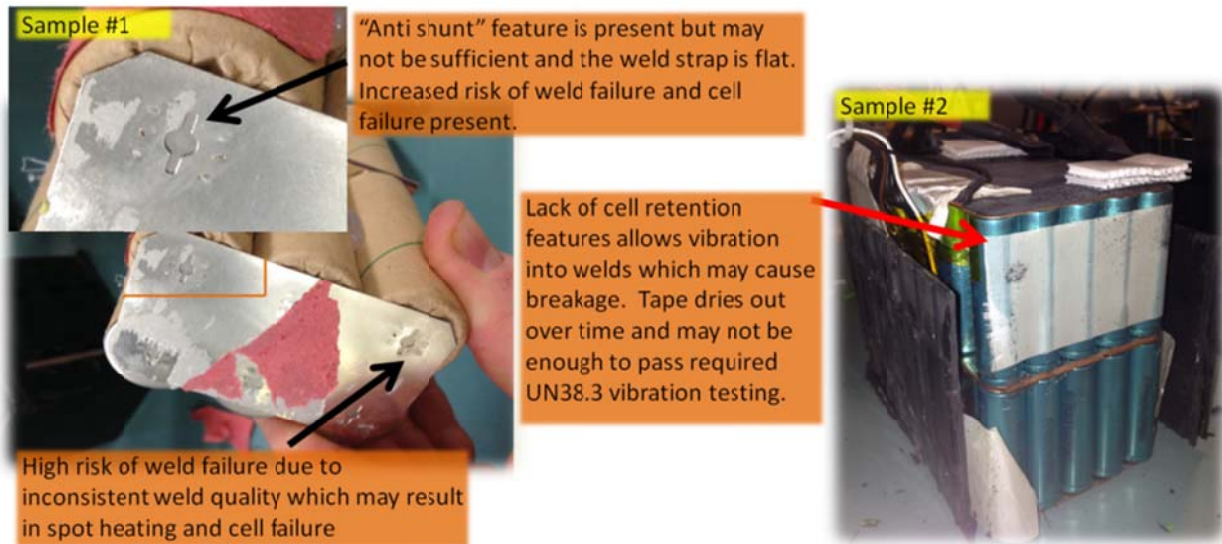 Sample #1
“Anti shunt” feature is present but may
not be sufficient and the weld strap is flat.
Increased risk of weld failure and cell
failure present.
Sample #2
Lack of cell retention
features allows vibration
into welds which may cause
breakage. Tape dries out
over time and may not be
enough to pass required
UN38.3 vibration testing.
High risk of weld failure due to
inconsistent weld quality which may result
in spot heating and cell failure